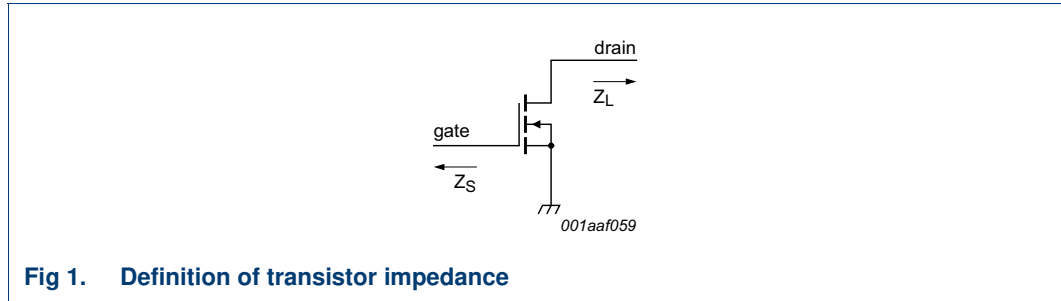 drain
Z_L
gate
Z_S
001aaf059
Fig 1. Definition of transistor impedance